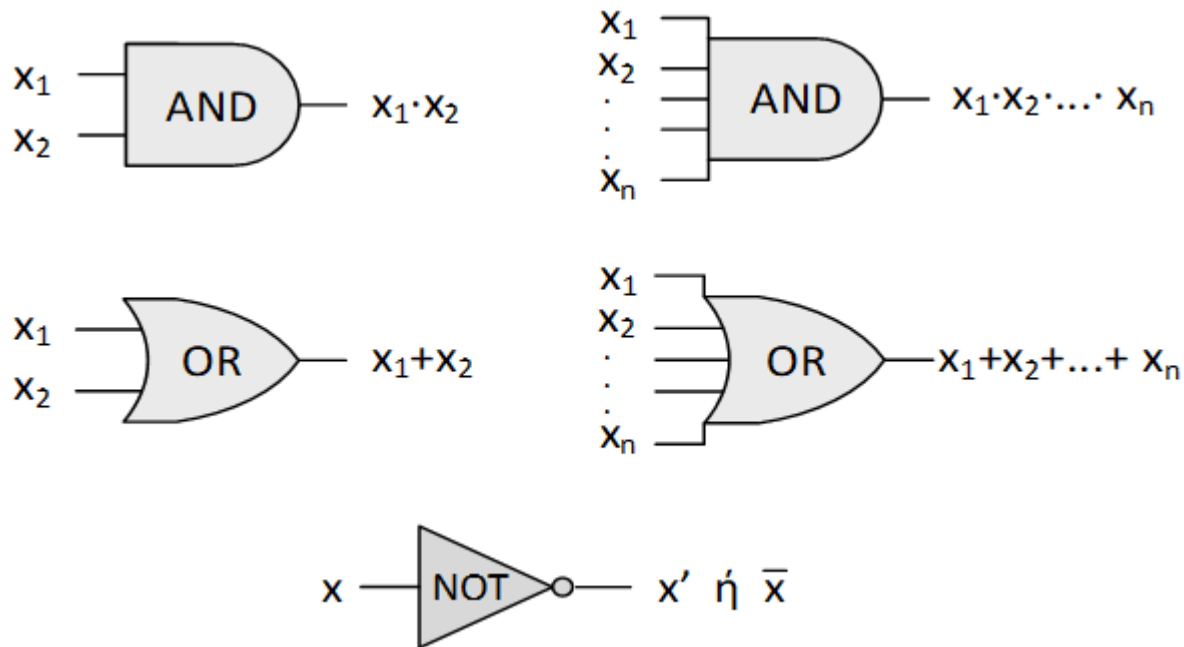 x₁
x₂
AND
x₁·x₂
x₁
x₂
.
.
.
xₙ
AND
x₁·x₂·...· xₙ
x₁
x₂
OR
x₁+x₂
x₁
x₂
.
.
.
xₙ
OR
x₁+x₂+...+ xₙ
x
NOT
x′ ή x̅